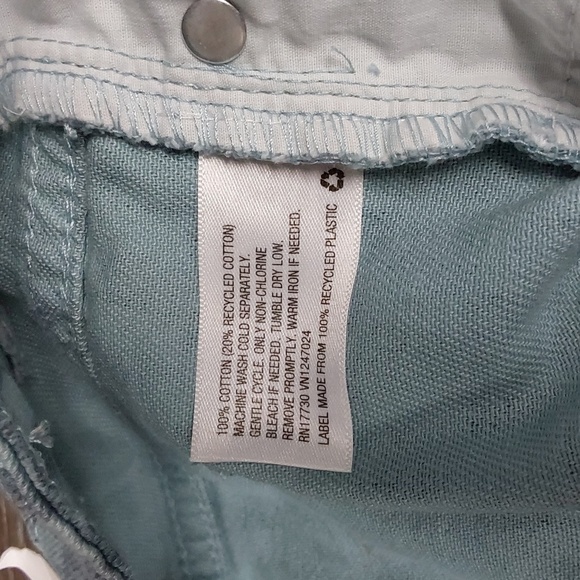 100% COTTON (20% RECYCLED COTTON)
MACHINE WASH COLD SEPARATELY.
GENTLE CYCLE. ONLY NON-CHLORINE
BLEACH IF NEEDED. TUMBLE DRY LOW.
REMOVE PROMPTLY. WARM IRON IF NEEDED.
RN17730 VN1247024
LABEL MADE FROM 100% RECYCLED PLASTIC